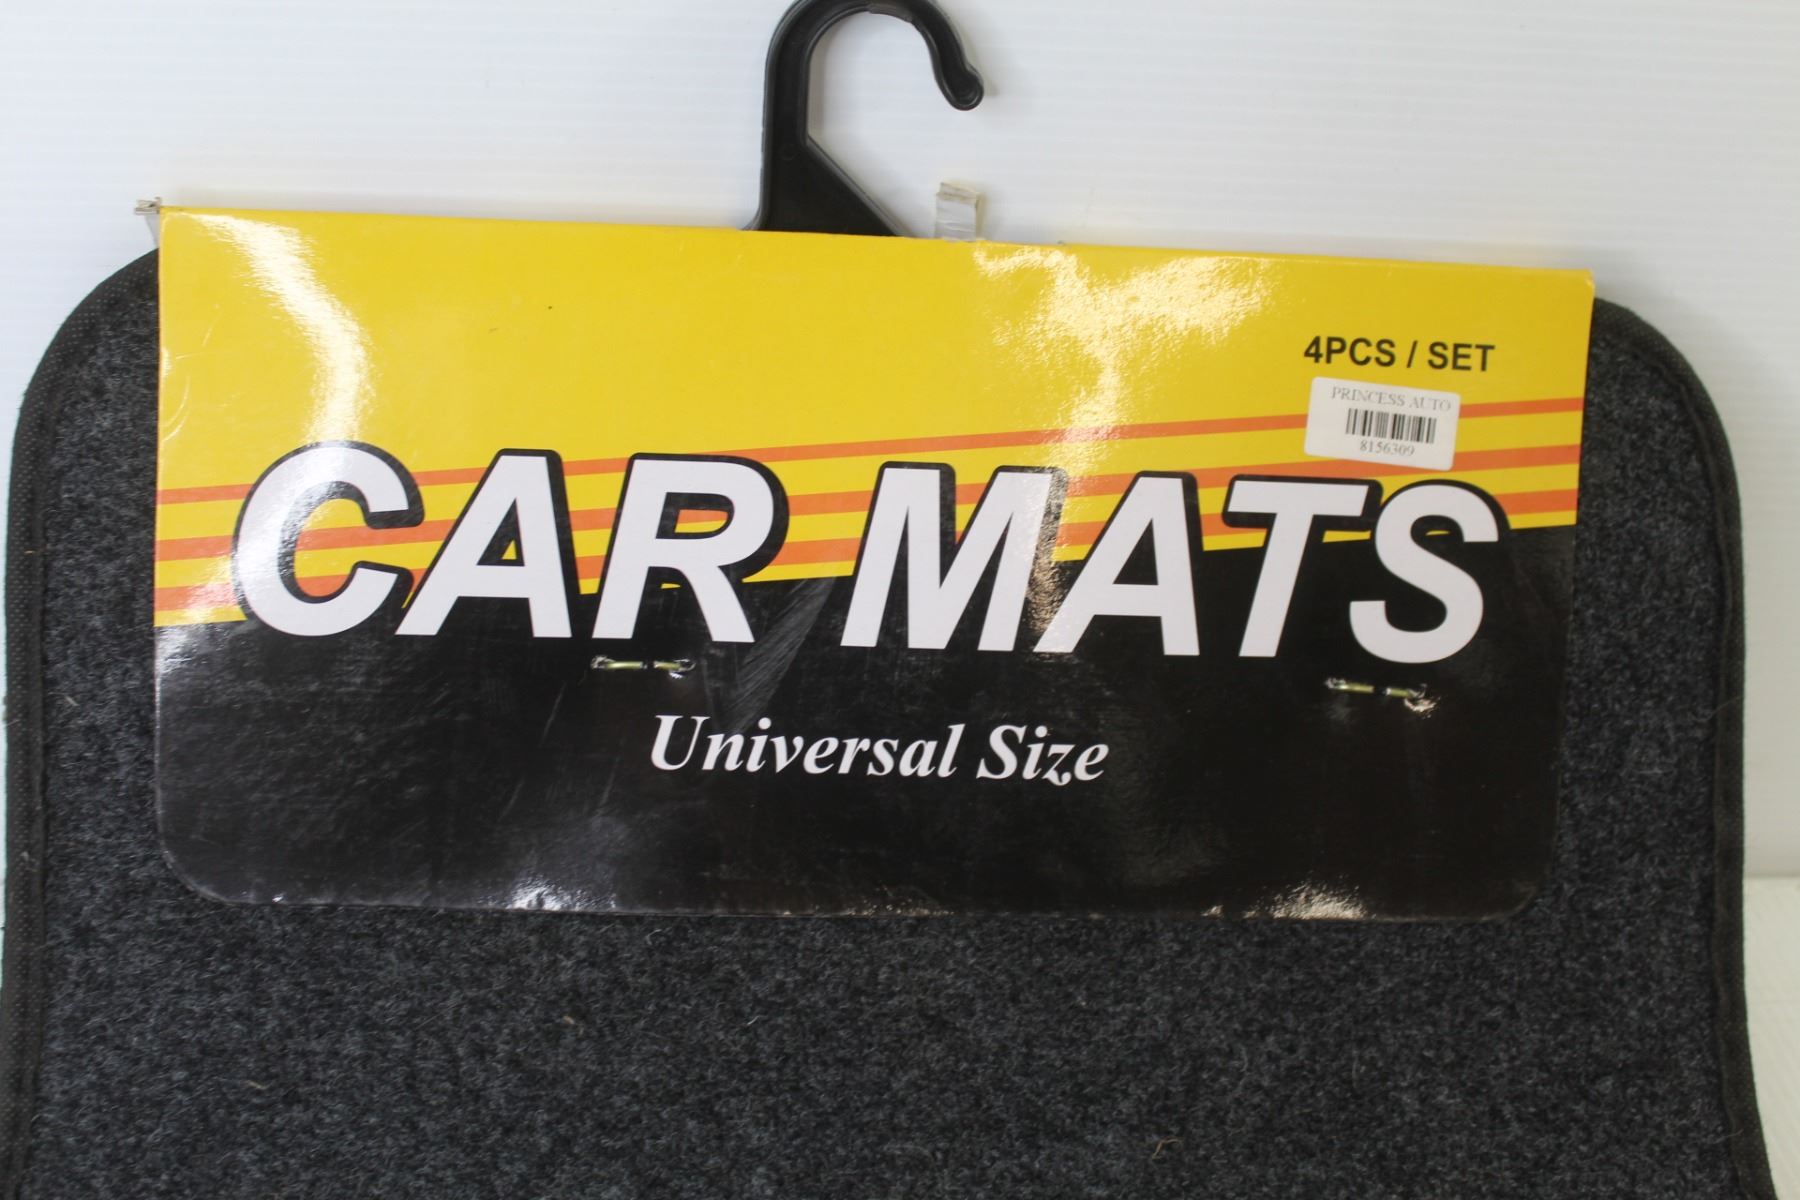 4PCS / SET
PRINCESS AUTO
8156309
CAR MATS
Universal Size